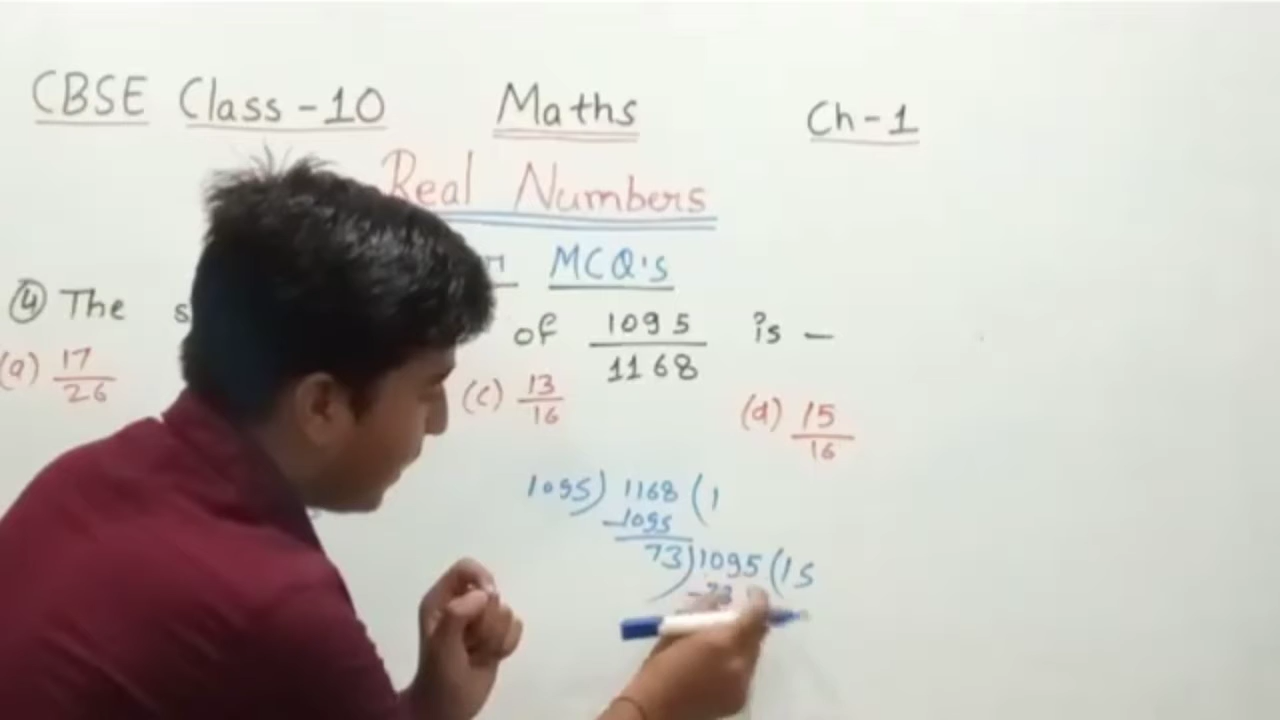 CBSE Class-10 Maths Ch-1
Real Numbers
MCQ's
④ The of 1095/1168 is –
(a) 17/26 (c) 13/16 (d) 15/16
1095) 1168 (1
-1095
73) 1095 (15